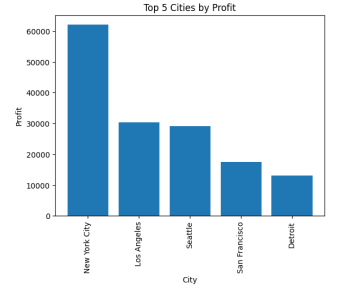 Top 5 Cities by Profit
60000
50000
40000
30000
20000
10000
0
Profit
New York City
Los Angeles
Seattle
San Francisco
Detroit
City